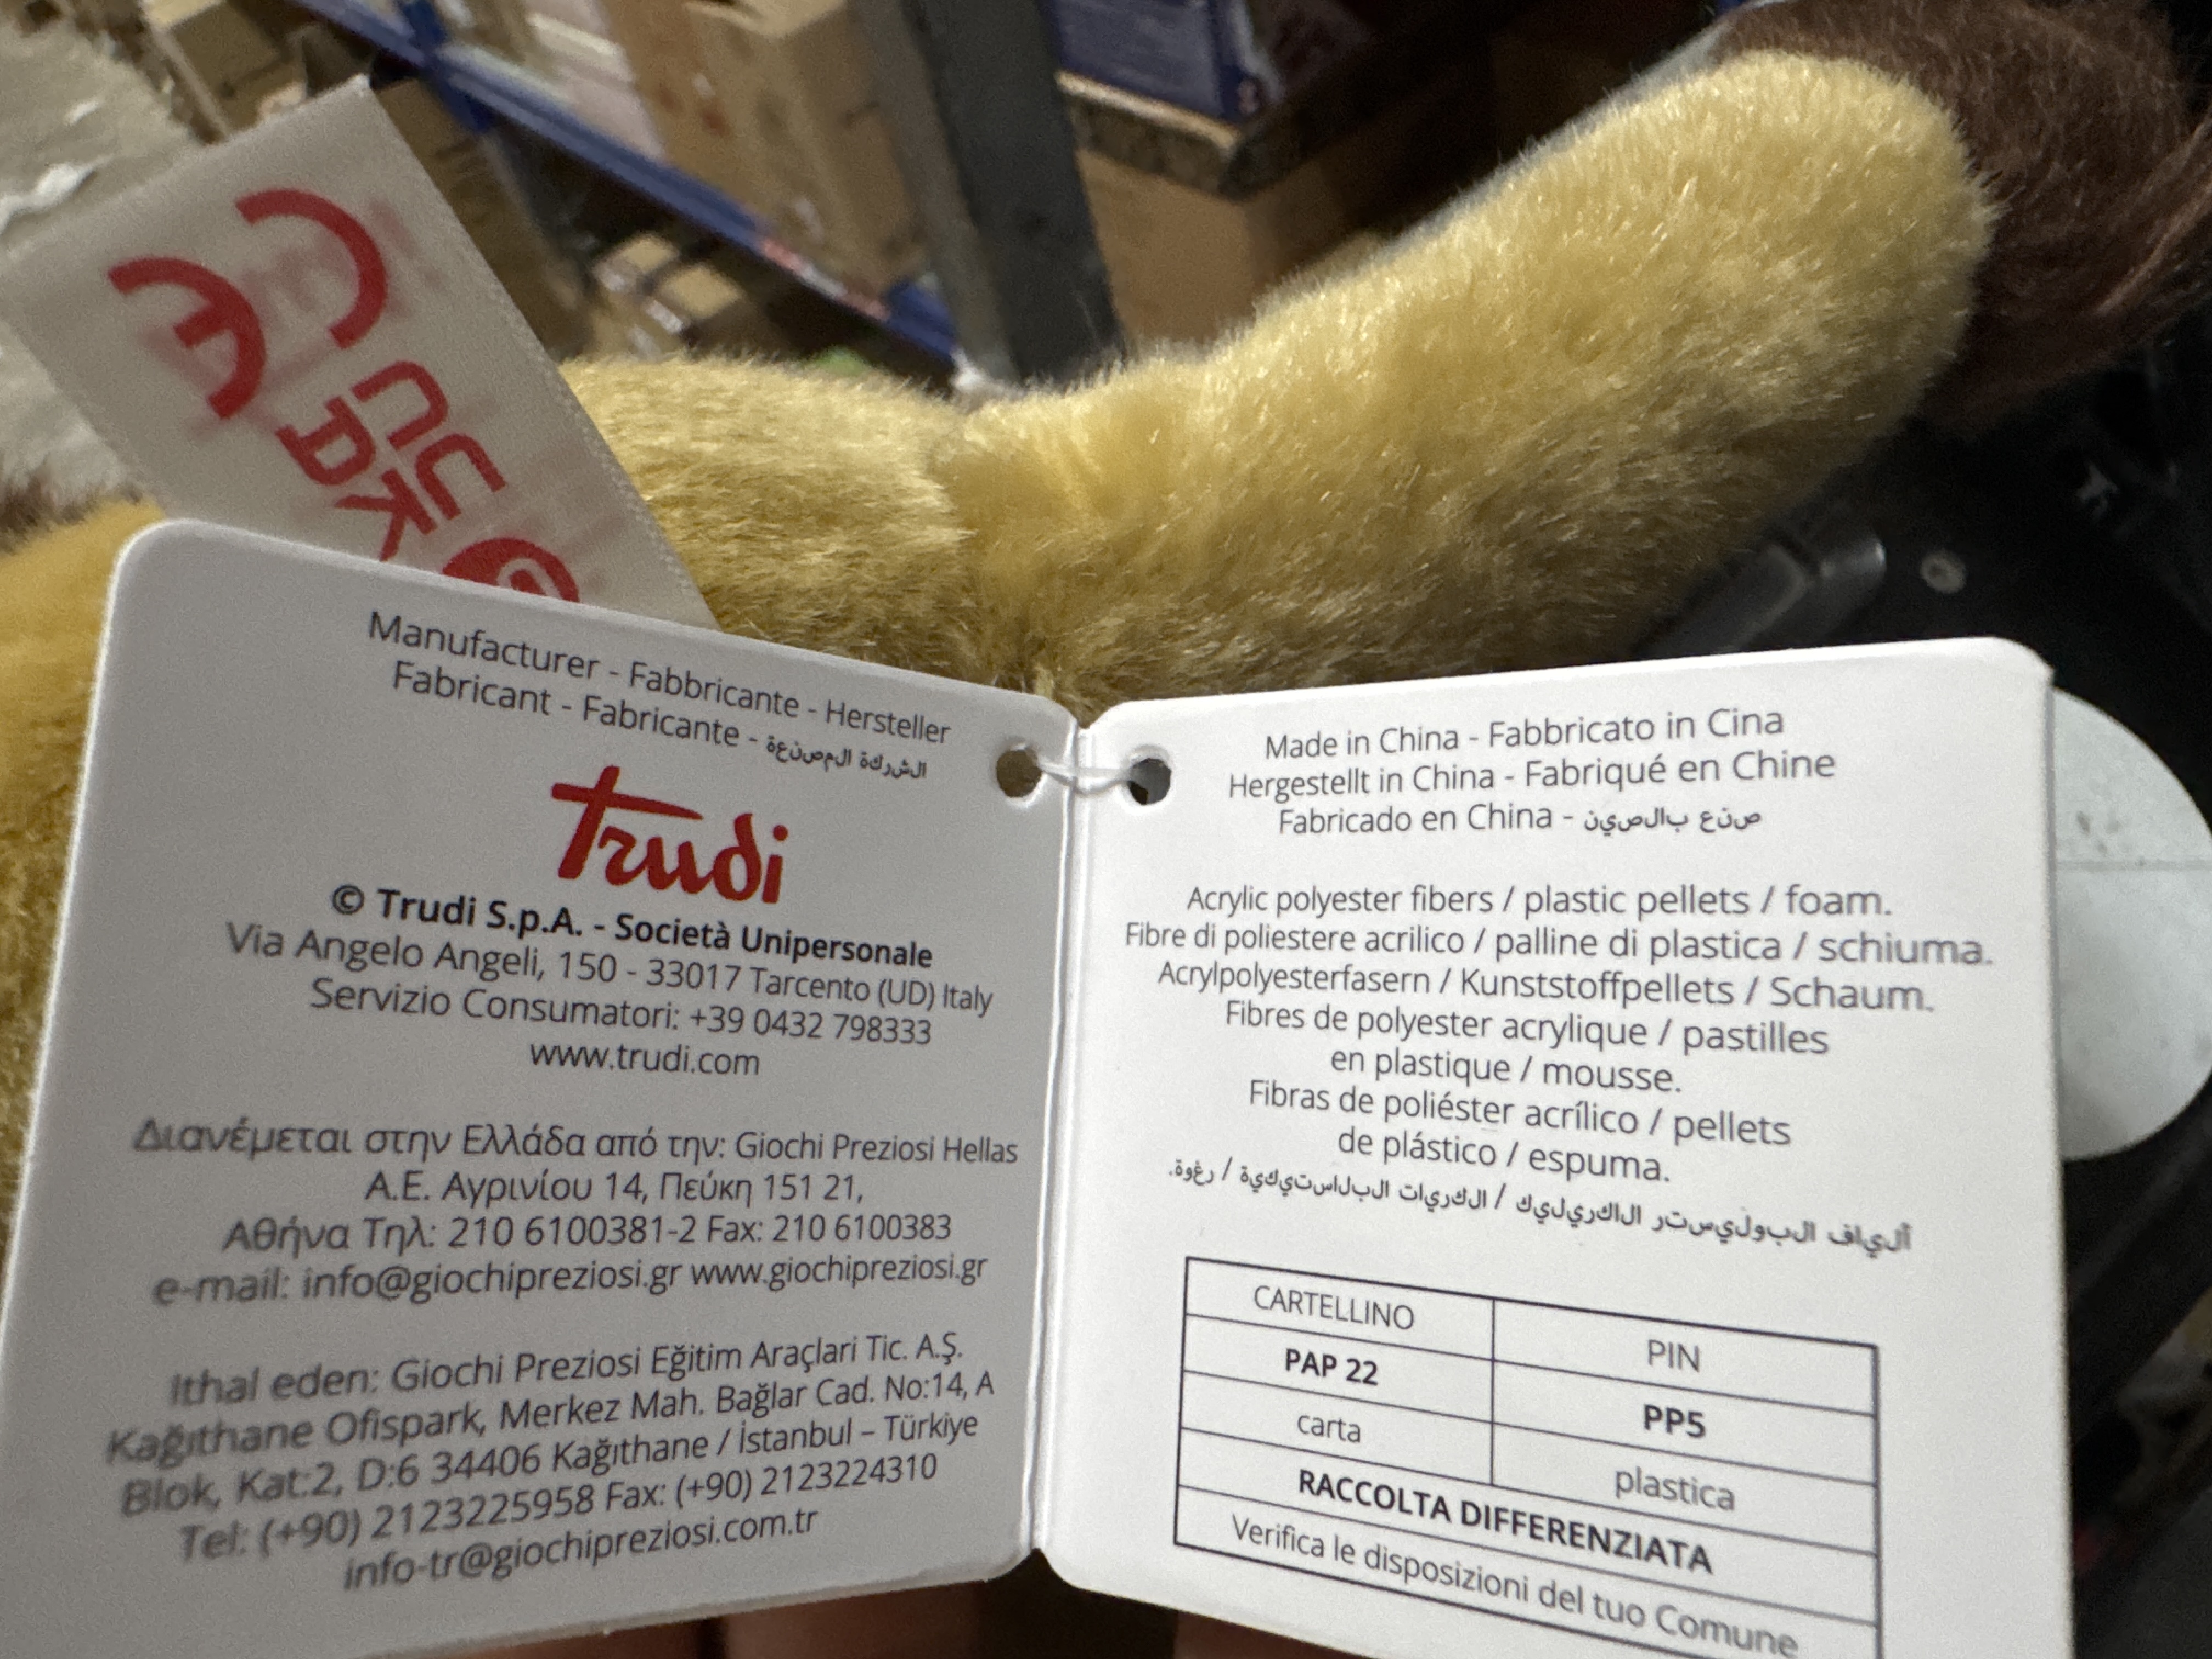 CE
UK
CA
Manufacturer - Fabbricante - Hersteller
Fabricant - Fabricante - الشركة المصنعة
Trudi
© Trudi S.p.A. - Società Unipersonale
Via Angelo Angeli, 150 - 33017 Tarcento (UD) Italy
Servizio Consumatori: +39 0432 798333
www.trudi.com
Διανέμεται στην Ελλάδα από την: Giochi Preziosi Hellas
Α.Ε. Αγρινίου 14, Πεύκη 151 21,
Αθήνα Τηλ: 210 6100381-2 Fax: 210 6100383
e-mail: info@giochipreziosi.gr www.giochipreziosi.gr
Ithal eden: Giochi Preziosi Eğitim Araçlari Tic. A.Ş.
Kağıthane Ofispark, Merkez Mah. Bağlar Cad. No:14, A
Blok, Kat:2, D:6 34406 Kağıthane / İstanbul – Türkiye
Tel: (+90) 2123225958 Fax: (+90) 2123224310
info-tr@giochipreziosi.com.tr
Made in China - Fabbricato in Cina
Hergestellt in China - Fabriqué en Chine
Fabricado en China - صنع بالصين
Acrylic polyester fibers / plastic pellets / foam.
Fibre di poliestere acrilico / palline di plastica / schiuma.
Acrylpolyesterfasern / Kunststoffpellets / Schaum.
Fibres de polyester acrylique / pastilles
en plastique / mousse.
Fibras de poliéster acrílico / pellets
de plástico / espuma.
ألياف البوليستر الاكريليك / الكريات البلاستيكية / رغوة.
CARTELLINO PIN
PAP 22 PP5
carta plastica
RACCOLTA DIFFERENZIATA
Verifica le disposizioni del tuo Comune